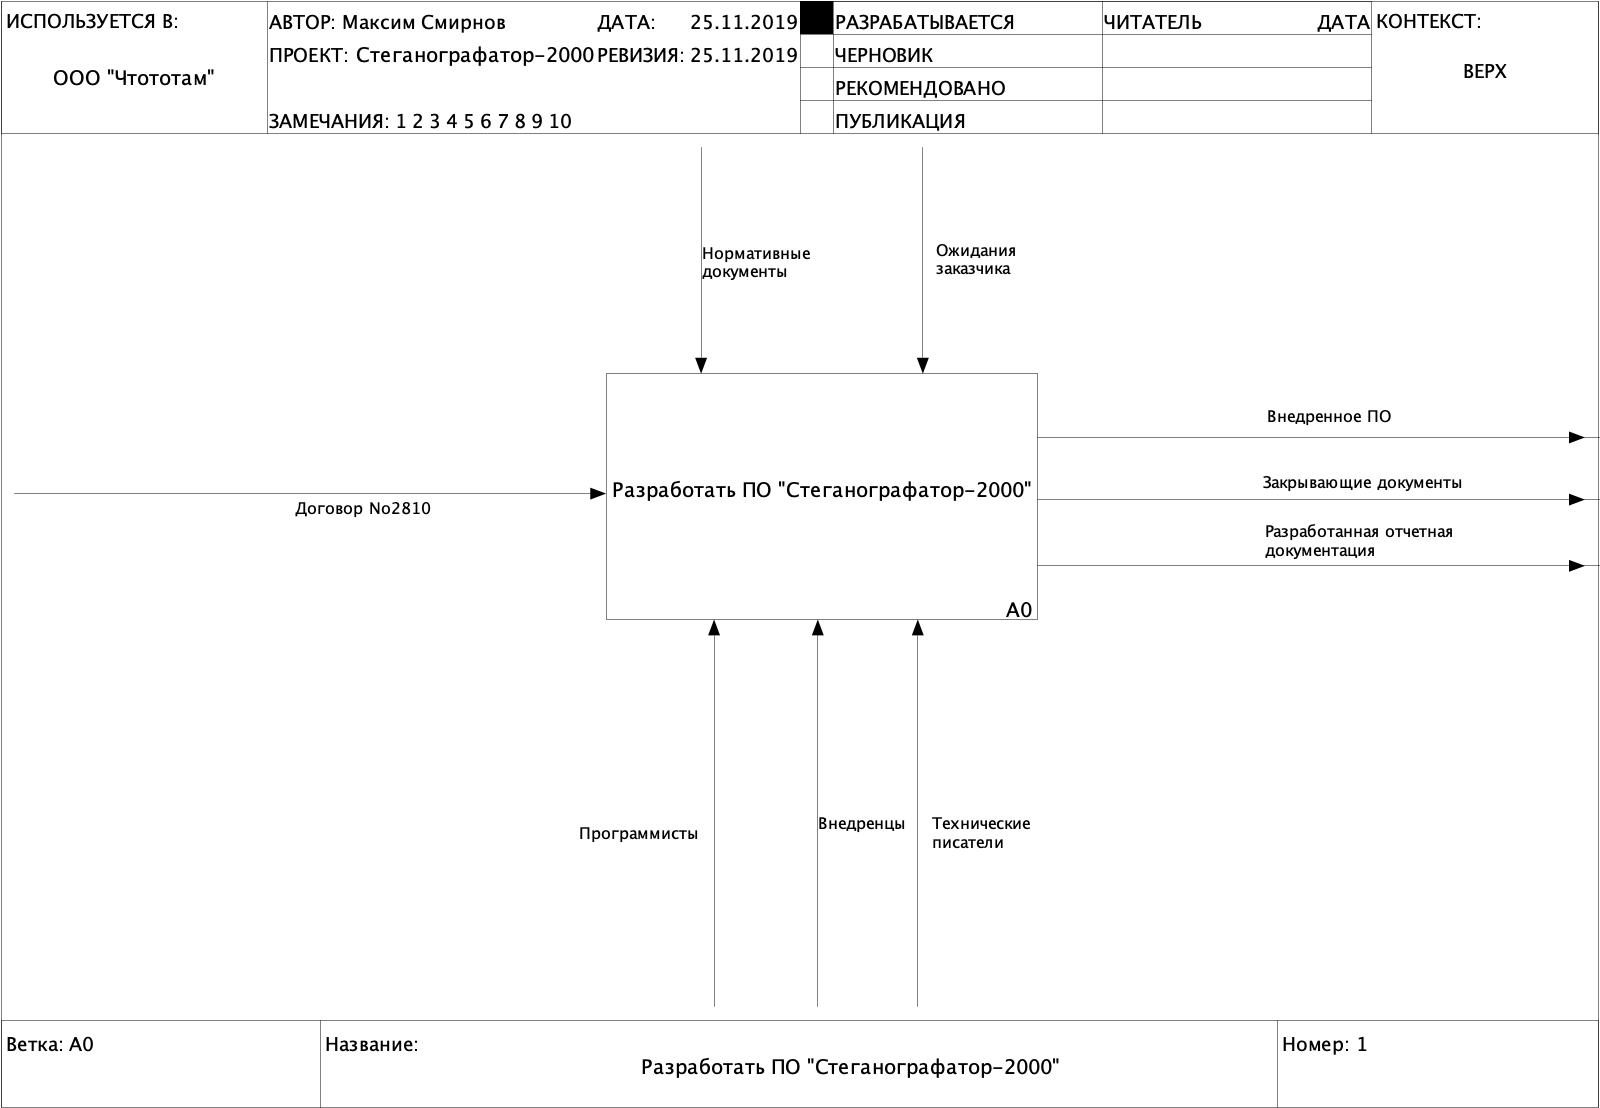 ИСПОЛЬЗУЕТСЯ В:
ООО "Чтототам"
АВТОР: Максим Смирнов
ДАТА: 25.11.2019
ПРОЕКТ: Стеганографатор-2000
РЕВИЗИЯ: 25.11.2019
ЗАМЕЧАНИЯ: 1 2 3 4 5 6 7 8 9 10
РАЗРАБАТЫВАЕТСЯ
ЧЕРНОВИК
РЕКОМЕНДОВАНО
ПУБЛИКАЦИЯ
ЧИТАТЕЛЬ
ДАТА
КОНТЕКСТ:
ВЕРХ
Нормативные
документы
Ожидания
заказчика
Договор No2810
Разработать ПО "Стеганографатор-2000"
A0
Внедренное ПО
Закрывающие документы
Разработанная отчетная
документация
Программисты
Внедренцы
Технические
писатели
Ветка: A0
Название:
Разработать ПО "Стеганографатор-2000"
Номер: 1